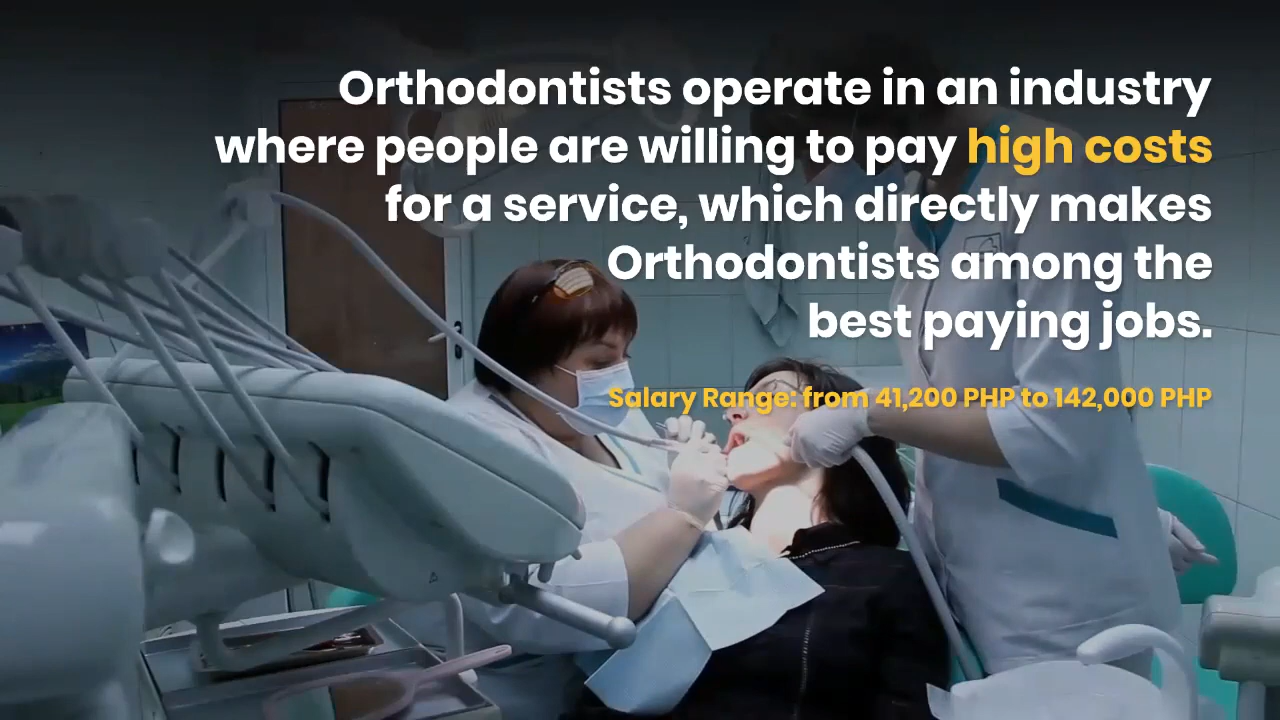 Orthodontists operate in an industry
where people are willing to pay high costs
for a service, which directly makes
Orthodontists among the
best paying jobs.
Salary Range: from 41,200 PHP to 142,000 PHP